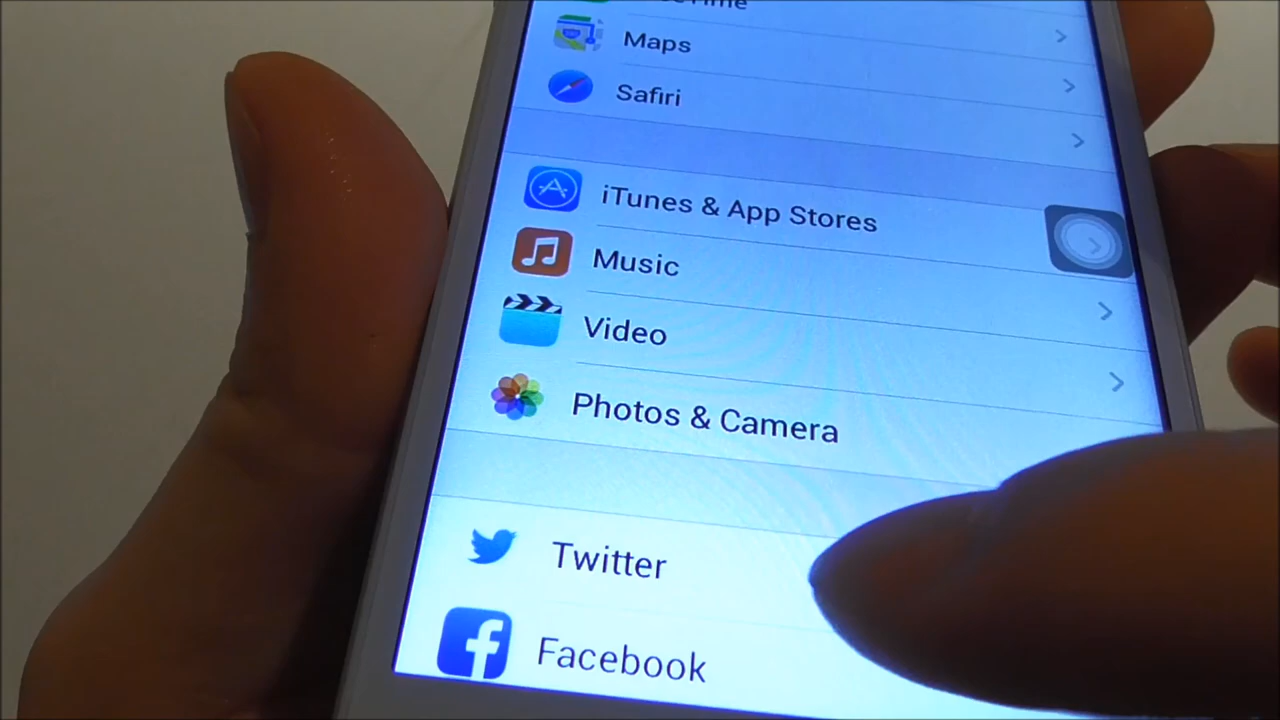 Maps
Safiri
iTunes & App Stores
Music
Video
Photos & Camera
Twitter
Facebook